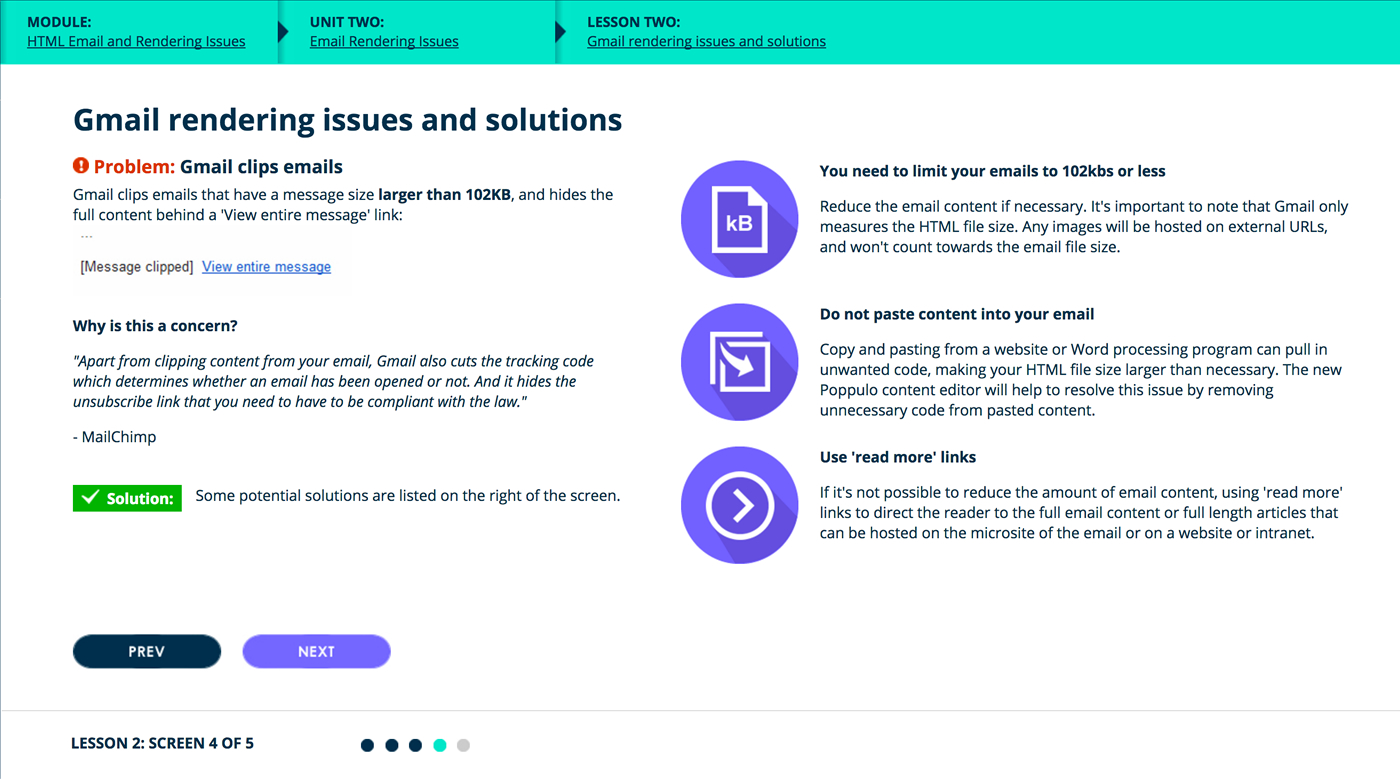 MODULE:
HTML Email and Rendering Issues
UNIT TWO:
Email Rendering Issues
LESSON TWO:
Gmail rendering issues and solutions
Gmail rendering issues and solutions
Problem: Gmail clips emails
Gmail clips emails that have a message size larger than 102KB, and hides the
full content behind a 'View entire message' link:
...
[Message clipped] View entire message
Why is this a concern?
"Apart from clipping content from your email, Gmail also cuts the tracking code
which determines whether an email has been opened or not. And it hides the
unsubscribe link that you need to have to be compliant with the law."
- MailChimp
Solution: Some potential solutions are listed on the right of the screen.
kB
You need to limit your emails to 102kbs or less
Reduce the email content if necessary. It's important to note that Gmail only
measures the HTML file size. Any images will be hosted on external URLs,
and won't count towards the email file size.
Do not paste content into your email
Copy and pasting from a website or Word processing program can pull in
unwanted code, making your HTML file size larger than necessary. The new
Poppulo content editor will help to resolve this issue by removing
unnecessary code from pasted content.
Use 'read more' links
If it's not possible to reduce the amount of email content, using 'read more'
links to direct the reader to the full email content or full length articles that
can be hosted on the microsite of the email or on a website or intranet.
PREV
NEXT
LESSON 2: SCREEN 4 OF 5